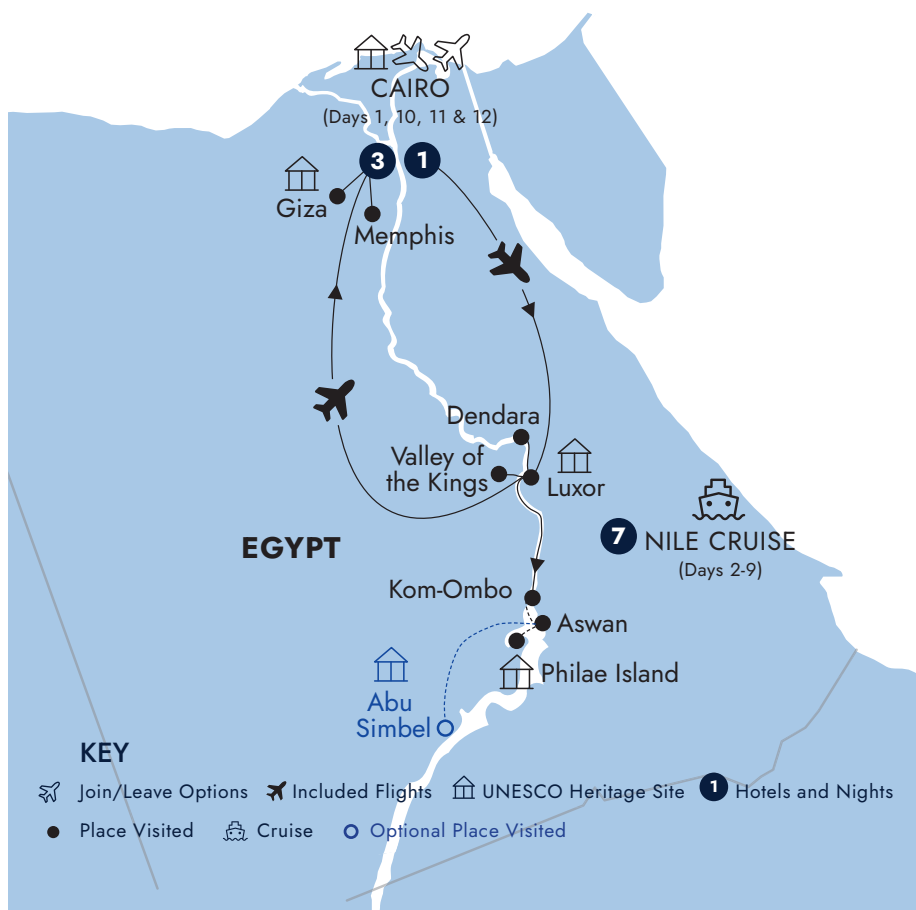 CAIRO
(Days 1, 10, 11 & 12)
3
1
Giza
Memphis
Dendara
Valley of
the Kings
Luxor
7
NILE CRUISE
(Days 2-9)
EGYPT
Kom-Ombo
Aswan
Philae Island
Abu
Simbel
KEY
Join/Leave Options
Included Flights
UNESCO Heritage Site
1
Hotels and Nights
Place Visited
Cruise
Optional Place Visited